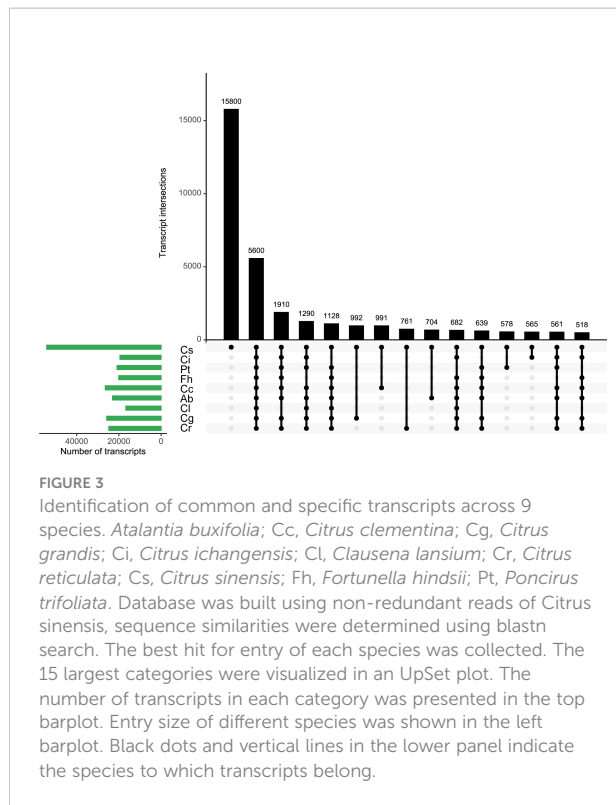 15800
15000
Transcript intersections
10000
5600
5000
1910
1290
1128
992
991
761
704
682
639
578
565
561
518
0
Cs
Ci
Pt
Fh
Cc
Ab
Cl
Cg
Cr
40000 20000 0
Number of transcripts
FIGURE 3
Identification of common and specific transcripts across 9
species. Atalantia buxifolia; Cc, Citrus clementina; Cg, Citrus
grandis; Ci, Citrus ichangensis; Cl, Clausena lansium; Cr, Citrus
reticulata; Cs, Citrus sinensis; Fh, Fortunella hindsii; Pt, Poncirus
trifoliata. Database was built using non-redundant reads of Citrus
sinensis, sequence similarities were determined using blastn
search. The best hit for entry of each species was collected. The
15 largest categories were visualized in an UpSet plot. The
number of transcripts in each category was presented in the top
barplot. Entry size of different species was shown in the left
barplot. Black dots and vertical lines in the lower panel indicate
the species to which transcripts belong.